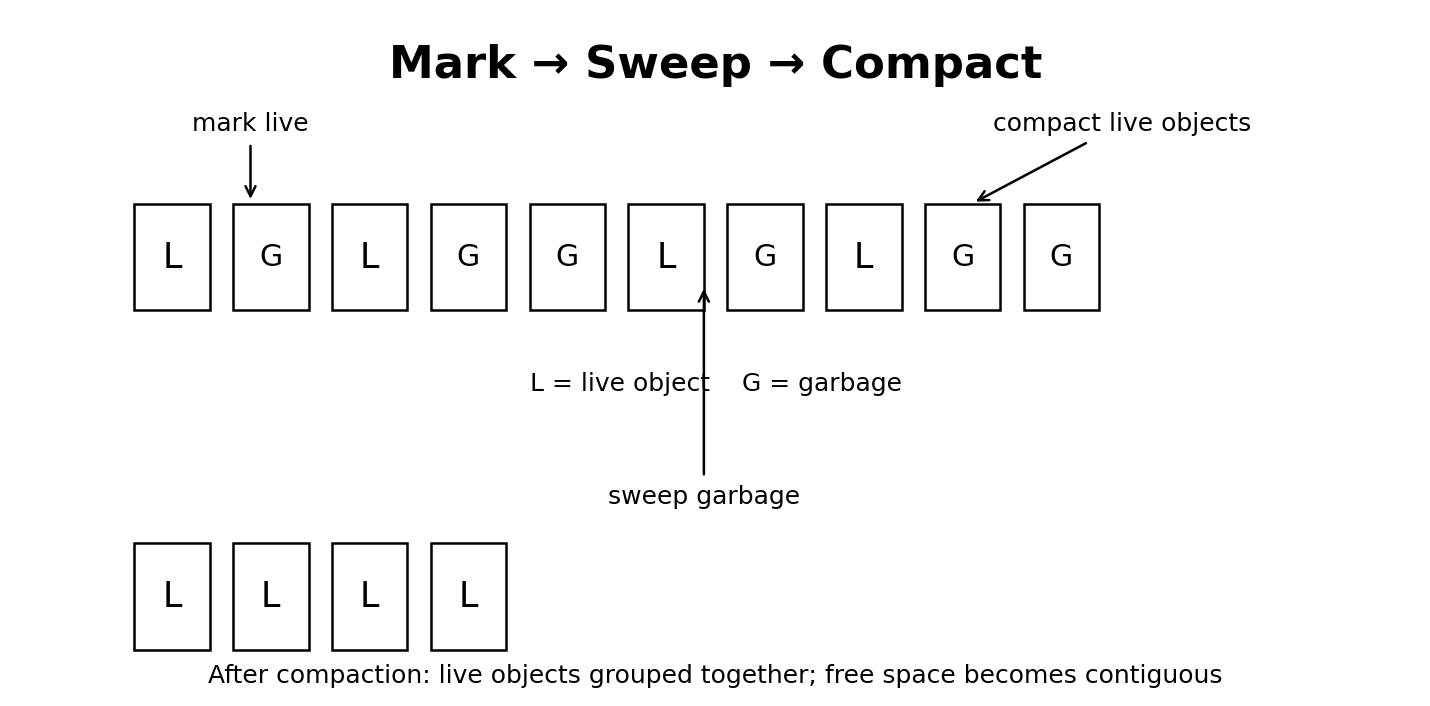 Mark → Sweep → Compact
mark live
compact live objects
L G L G G L G L G G
L = live object    G = garbage
sweep garbage
L L L L
After compaction: live objects grouped together; free space becomes contiguous